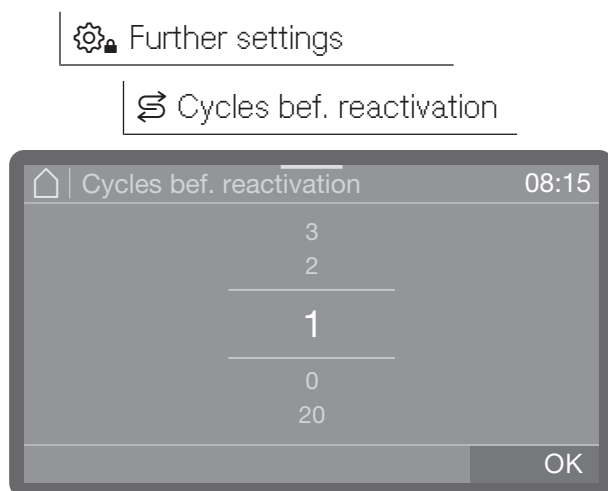 Further settings
Cycles bef. reactivation
Cycles bef. reactivation 08:15
3
2
1
0
20
OK